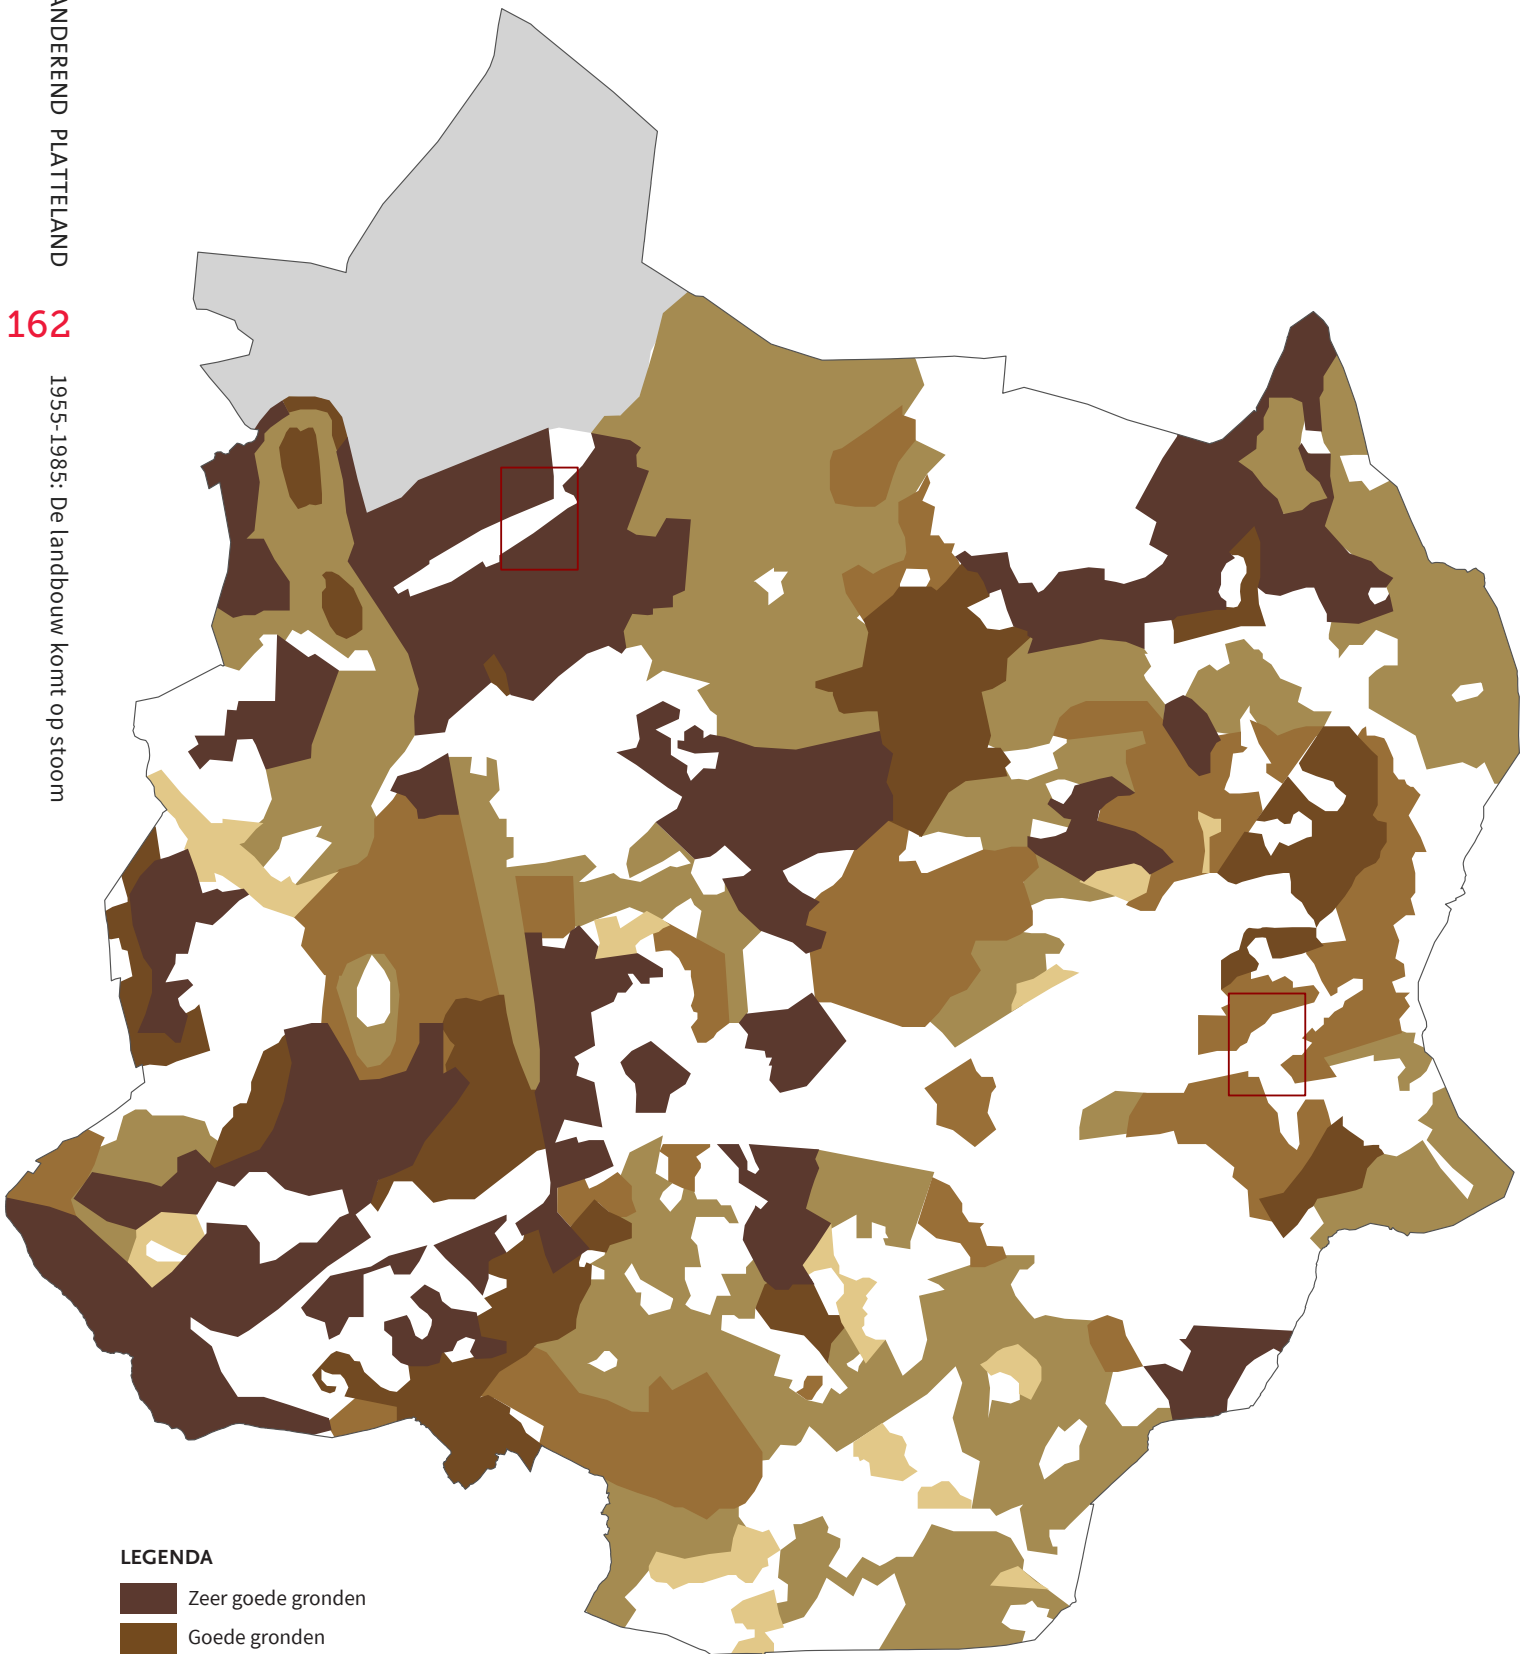 ANDEREND PLATTELAND
162
1955-1985: De landbouw komt op stoom
LEGENDA
Zeer goede gronden
Goede gronden